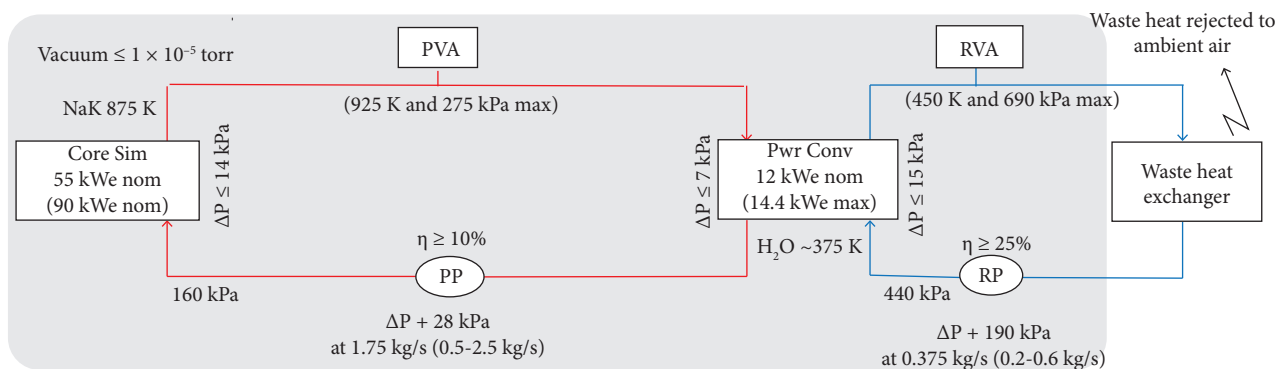 Vacuum ≤ 1 × 10⁻⁵ torr
PVA
RVA
Waste heat rejected to
ambient air
NaK 875 K
(925 K and 275 kPa max)
(450 K and 690 kPa max)
Core Sim
55 kWe nom
(90 kWe nom)
ΔP ≤ 14 kPa
ΔP ≤ 7 kPa
Pwr Conv
12 kWe nom
(14.4 kWe max)
ΔP ≤ 15 kPa
Waste heat
exchanger
η ≥ 10%
PP
160 kPa
ΔP + 28 kPa
at 1.75 kg/s (0.5-2.5 kg/s)
H₂O ~375 K
η ≥ 25%
RP
440 kPa
ΔP + 190 kPa
at 0.375 kg/s (0.2-0.6 kg/s)